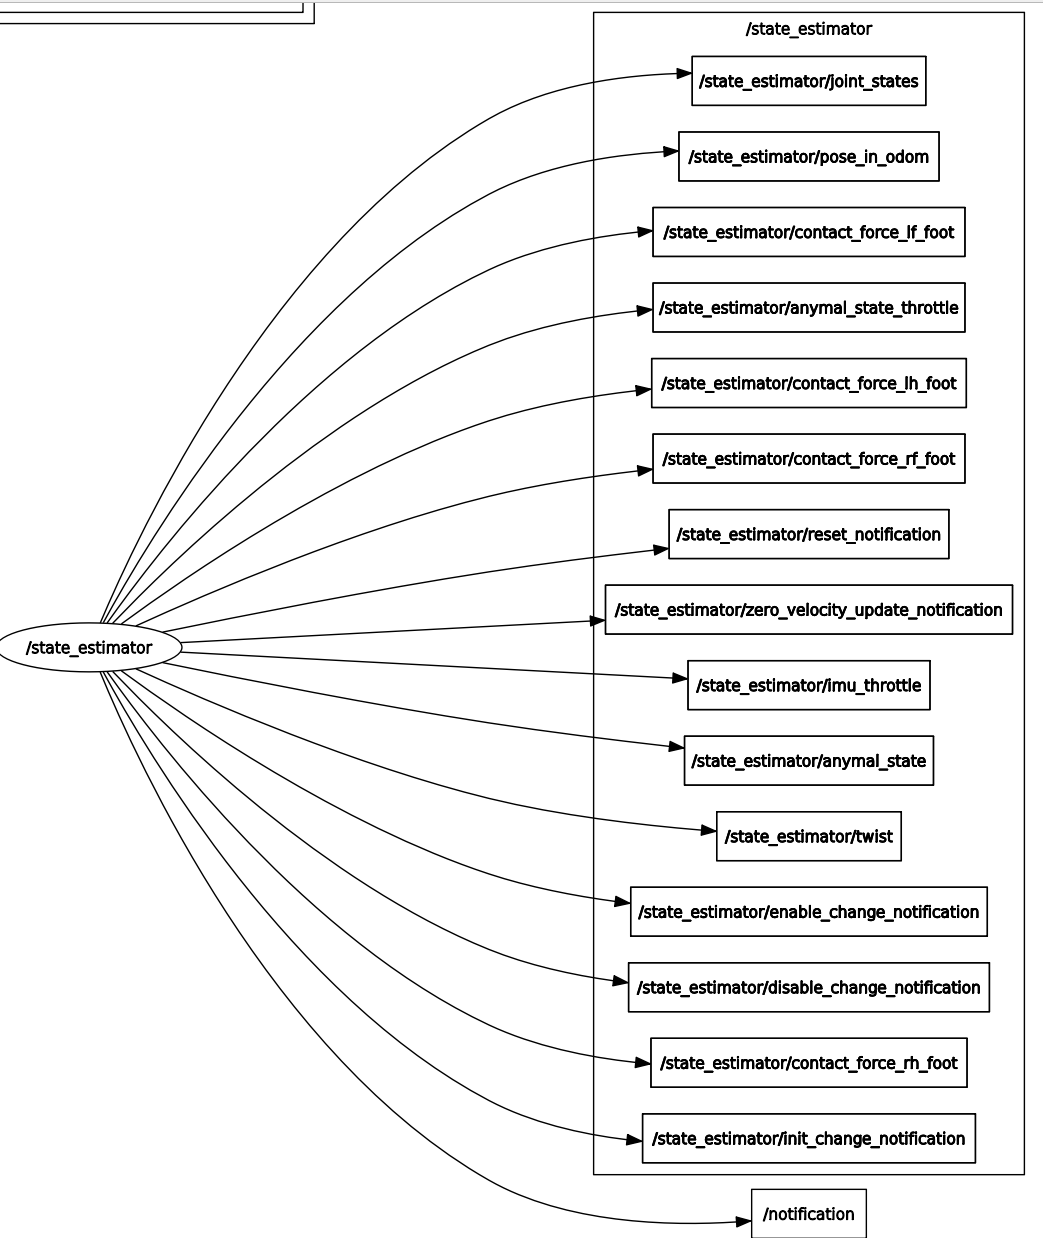 /state_estimator
/state_estimator/joint_states
/state_estimator/pose_in_odom
/state_estimator/contact_force_lf_foot
/state_estimator/anymal_state_throttle
/state_estimator/contact_force_lh_foot
/state_estimator/contact_force_rf_foot
/state_estimator/reset_notification
/state_estimator/zero_velocity_update_notification
/state_estimator
/state_estimator/imu_throttle
/state_estimator/anymal_state
/state_estimator/twist
/state_estimator/enable_change_notification
/state_estimator/disable_change_notification
/state_estimator/contact_force_rh_foot
/state_estimator/init_change_notification
/notification